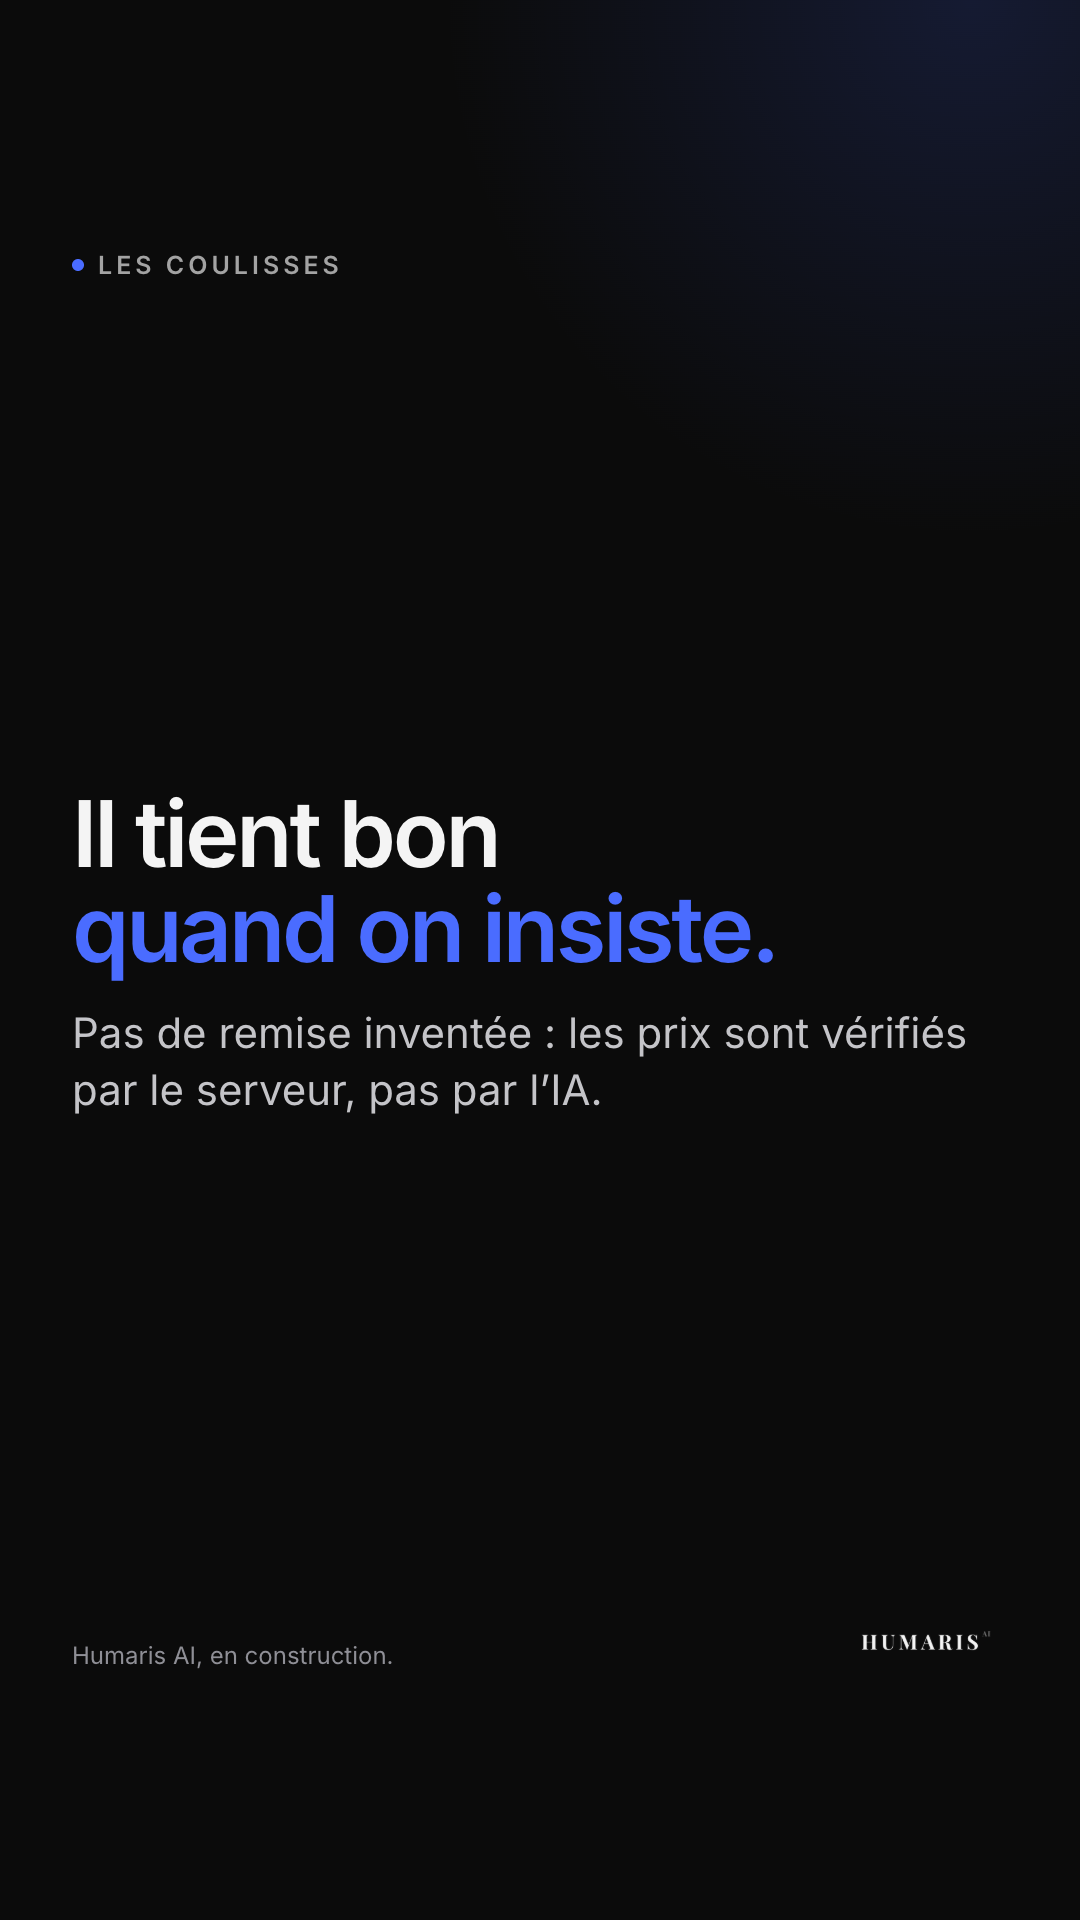 LES COULISSES
Il tient bon
quand on insiste.
Pas de remise inventée : les prix sont vérifiés
par le serveur, pas par l’IA.
Humaris AI, en construction.
HUMARIS AI